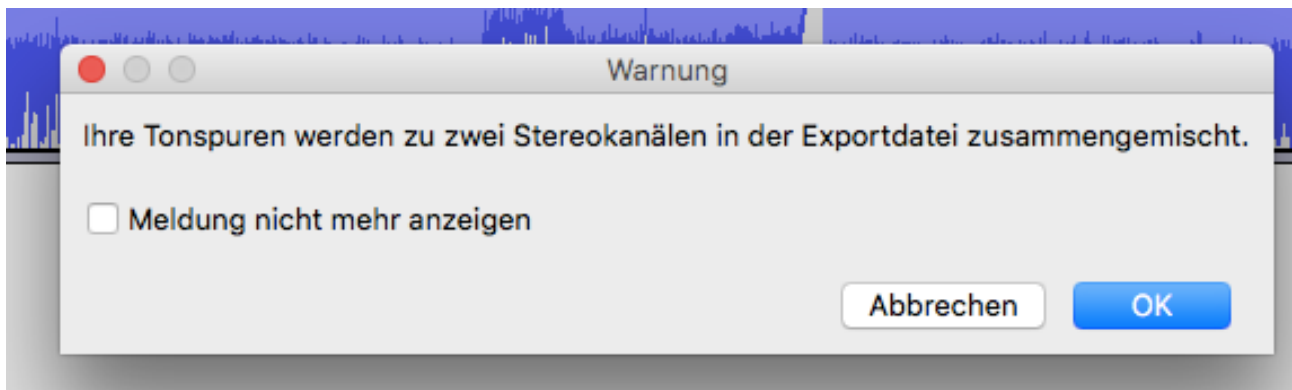 Warnung
Ihre Tonspuren werden zu zwei Stereokanälen in der Exportdatei zusammengemischt.
Meldung nicht mehr anzeigen
Abbrechen OK